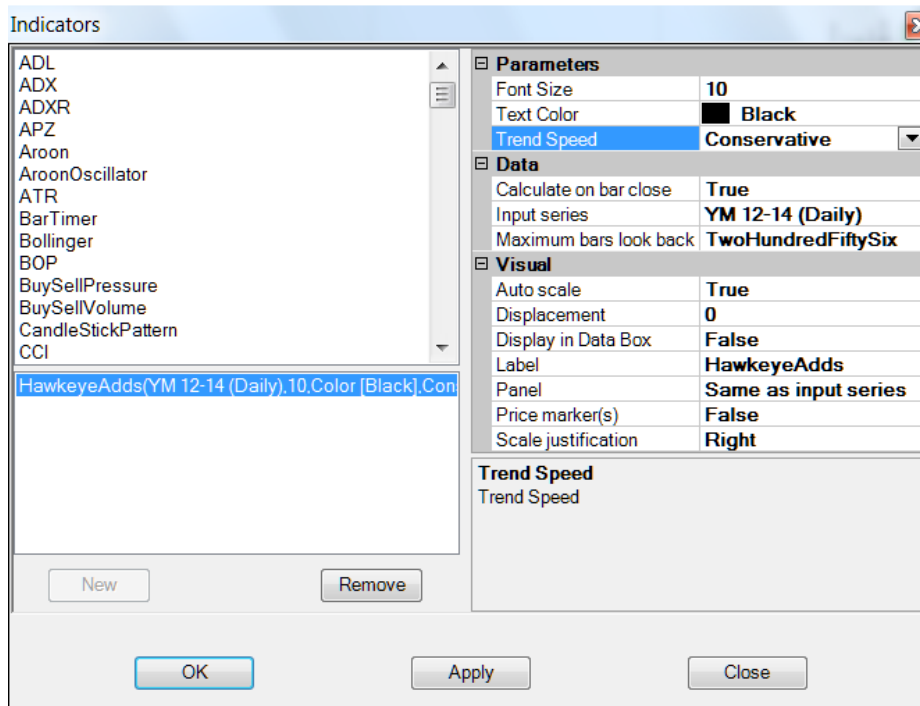 Indicators
ADL
ADX
ADXR
APZ
Aroon
AroonOscillator
ATR
BarTimer
Bollinger
BOP
BuySellPressure
BuySellVolume
CandleStickPattern
CCI
HawkeyeAdds(YM 12-14 (Daily),10,Color [Black],Con
New
Remove
Parameters
Font Size 10
Text Color Black
Trend Speed Conservative
Data
Calculate on bar close True
Input series YM 12-14 (Daily)
Maximum bars look back TwoHundredFiftySix
Visual
Auto scale True
Displacement 0
Display in Data Box False
Label HawkeyeAdds
Panel Same as input series
Price marker(s) False
Scale justification Right
Trend Speed
Trend Speed
OK Apply Close